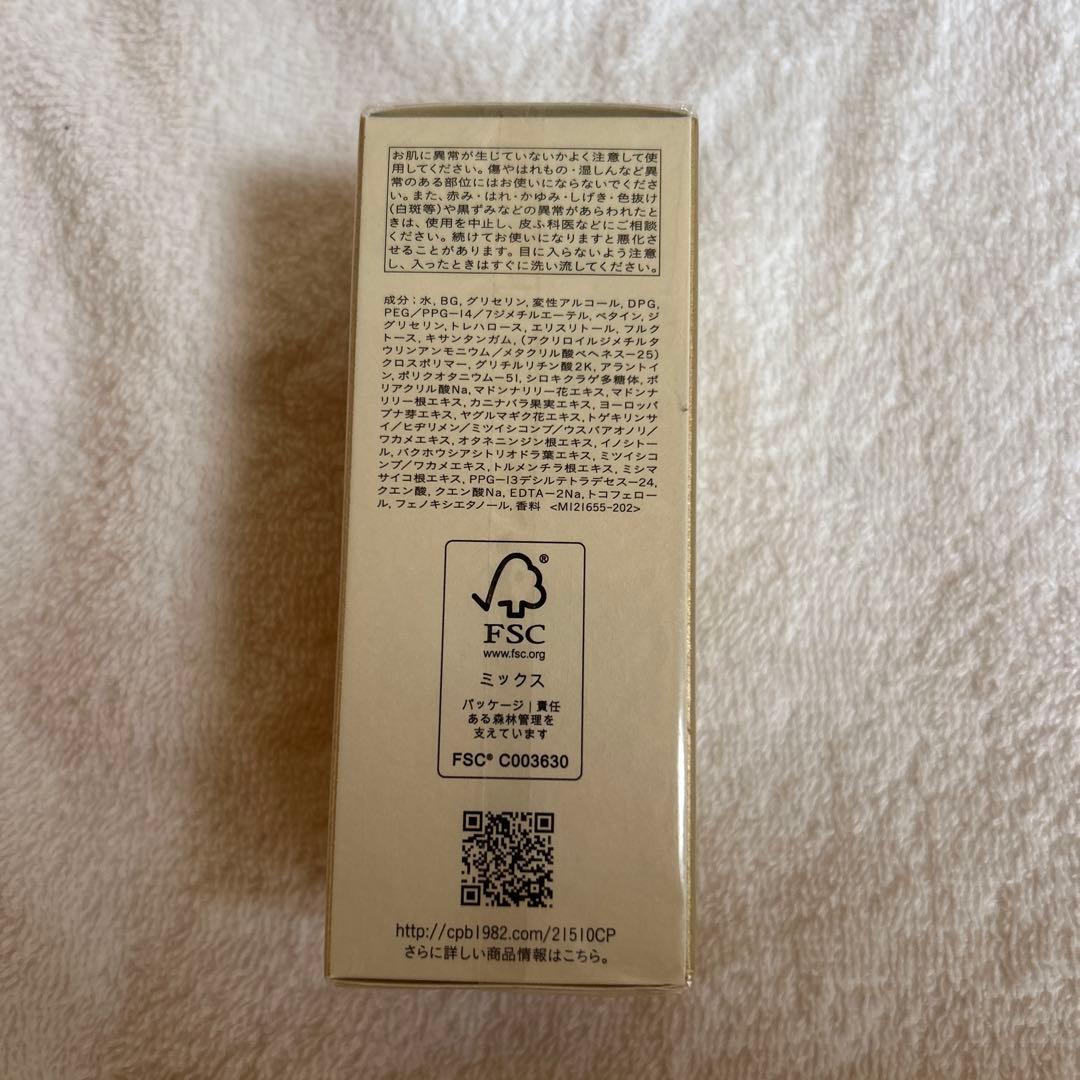 お肌に異常が生じていないかよく注意して使
用してください。傷やはれもの・湿しんなど異
常のある部位にはお使いにならないでくださ
い。また、赤み・はれ・かゆみ・しげき・色抜け
(白斑等)や黒ずみなどの異常があらわれたと
きは、使用を中止し、皮ふ科医などにご相談
ください。続けてお使いになりますと悪化さ
せることがあります。目に入らないよう注意
し、入ったときはすぐに洗い流してください。
成分；水, BG, グリセリン, 変性アルコール, DPG,
PEG／PPG−14／7ジメチルエーテル, ベタイン, ジ
グリセリン, トレハロース, エリスリトール, フルク
トース, キサンタンガム, (アクリロイルジメチルタ
ウリンアンモニウム／メタクリル酸ベヘネス−25)
クロスポリマー, グリチルリチン酸2K, アラントイ
ン, ポリクオタニウム−51, シロキクラゲ多糖体, ポ
リアクリル酸Na, マドンナリリー花エキス, マドンナ
リリー根エキス, カニナバラ果実エキス, ヨーロッパ
ブナ芽エキス, ヤグルマギク花エキス, トゲキリンサ
イ／ヒヂリメン／ミツイシコンブ／ウスバアオノリ／
ワカメエキス, オタネニンジン根エキス, イノシトー
ル, バクホウシアシトリオドラ葉エキス, ミツイシコ
ンブ／ワカメエキス, トルメンチラ根エキス, ミシマ
サイコ根エキス, PPG−13デシルテトラデセス−24,
クエン酸, クエン酸Na, EDTA−2Na, トコフェロー
ル, フェノキシエタノール, 香料 <M121655-202>
®
FSC
www.fsc.org
ミックス
パッケージ | 責任
ある森林管理を
支えています
FSC® C003630
http://cpb1982.com/21510CP
さらに詳しい商品情報はこちら。